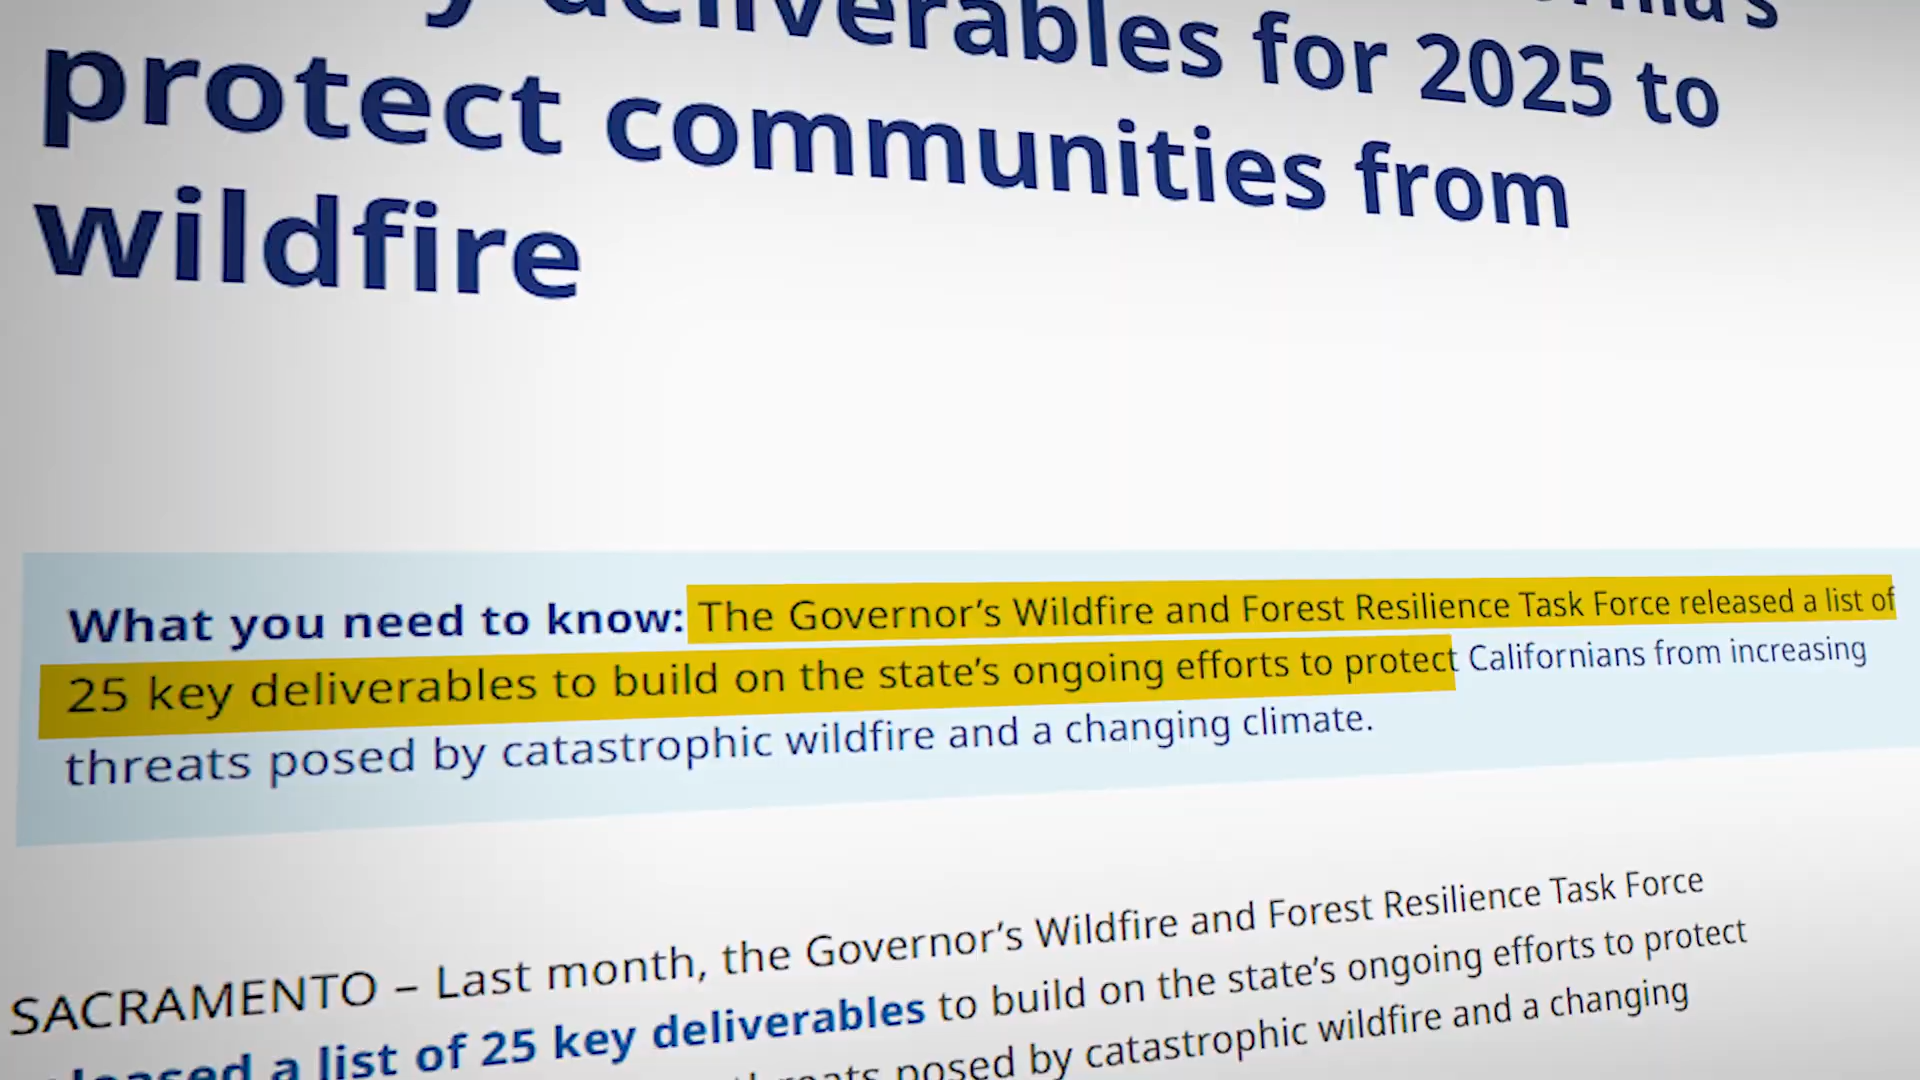 deliverables for 2025 to
protect communities from
wildfire
What you need to know: The Governor’s Wildfire and Forest Resilience Task Force released a list of
25 key deliverables to build on the state’s ongoing efforts to protect Californians from increasing
threats posed by catastrophic wildfire and a changing climate.
SACRAMENTO – Last month, the Governor’s Wildfire and Forest Resilience Task Force
a list of 25 key deliverables to build on the state’s ongoing efforts to protect
posed by catastrophic wildfire and a changing